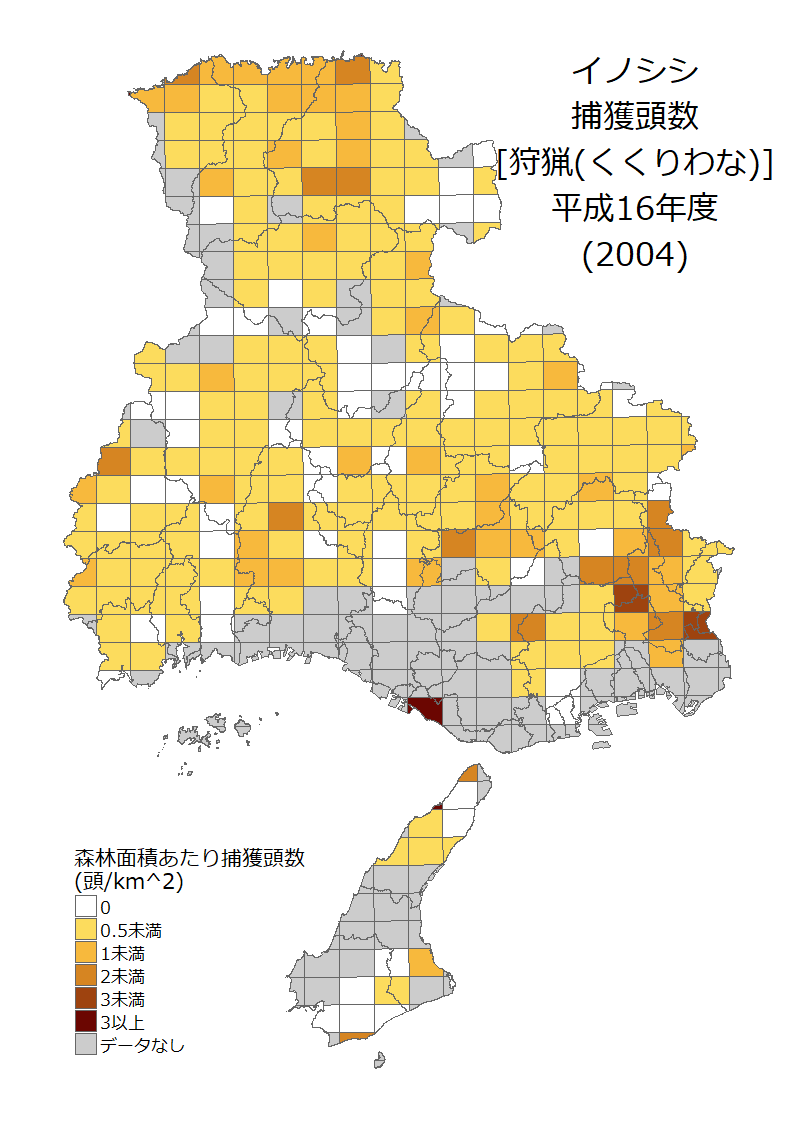 イノシシ
捕獲頭数
[狩猟(くくりわな)]
平成16年度
(2004)
森林面積あたり捕獲頭数
(頭/km^2)
0
0.5未満
1未満
2未満
3未満
3以上
データなし